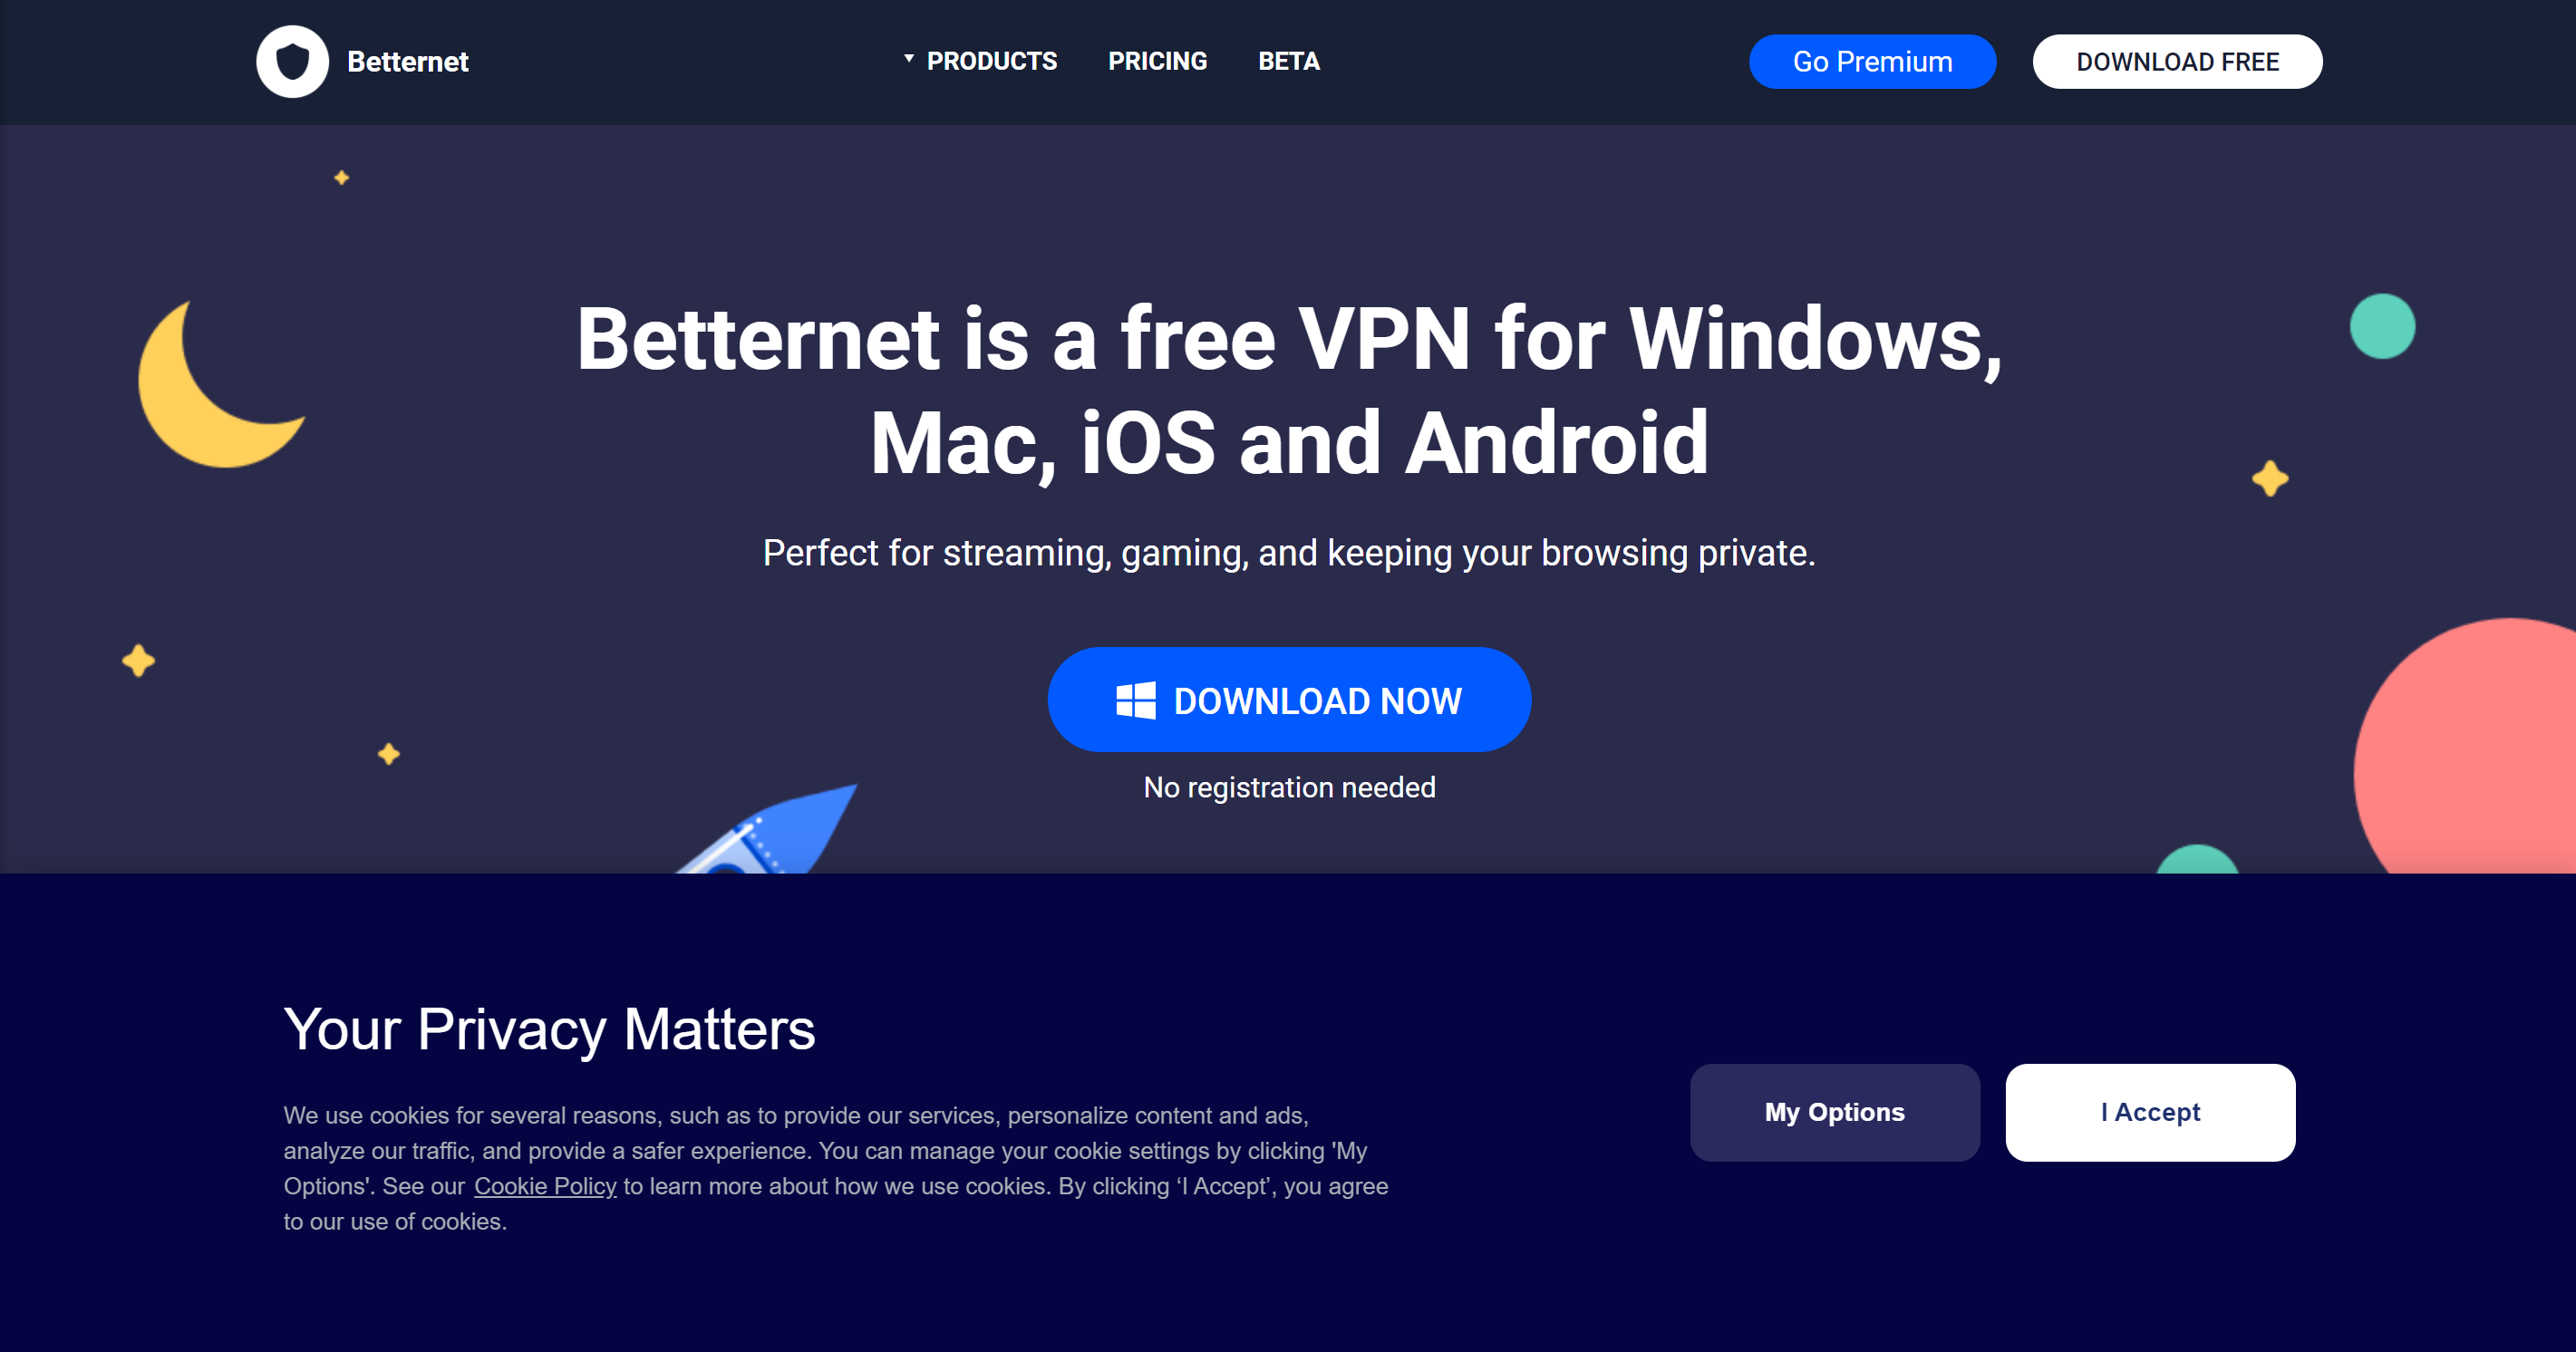 Betternet
PRODUCTS
PRICING
BETA
Go Premium
DOWNLOAD FREE
Betternet is a free VPN for Windows,
Mac, iOS and Android
Perfect for streaming, gaming, and keeping your browsing private.
DOWNLOAD NOW
No registration needed
Your Privacy Matters
We use cookies for several reasons, such as to provide our services, personalize content and ads,
analyze our traffic, and provide a safer experience. You can manage your cookie settings by clicking 'My
Options'. See our Cookie Policy to learn more about how we use cookies. By clicking ‘I Accept’, you agree
to our use of cookies.
My Options
I Accept